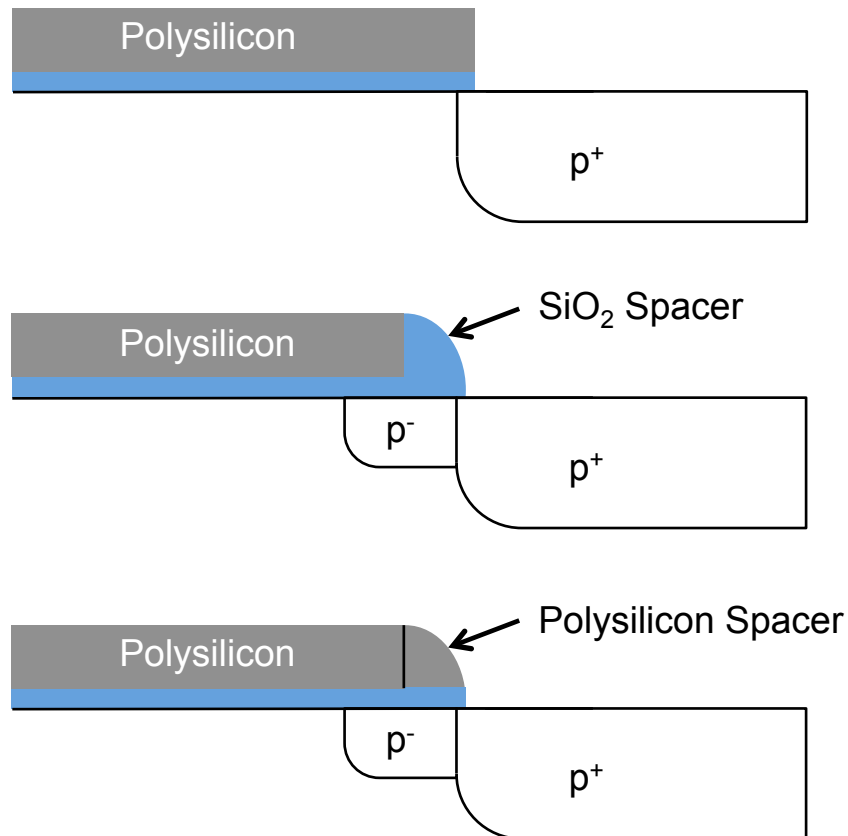 Polysilicon
p⁺
SiO₂ Spacer
Polysilicon
p⁻
p⁺
Polysilicon Spacer
Polysilicon
p⁻
p⁺